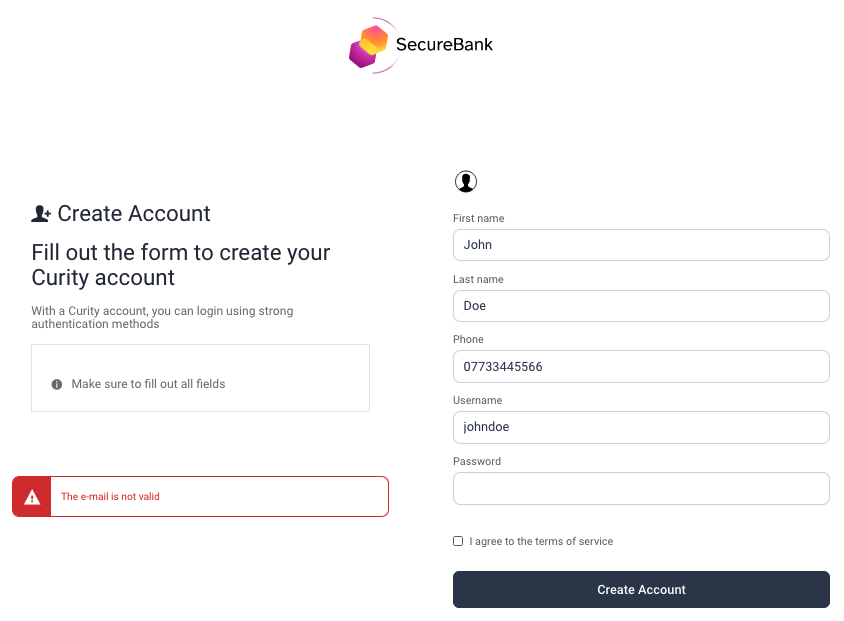 SecureBank
Create Account
Fill out the form to create your
Curity account
With a Curity account, you can login using strong
authentication methods
Make sure to fill out all fields
The e-mail is not valid
First name
John
Last name
Doe
Phone
07733445566
Username
johndoe
Password
I agree to the terms of service
Create Account